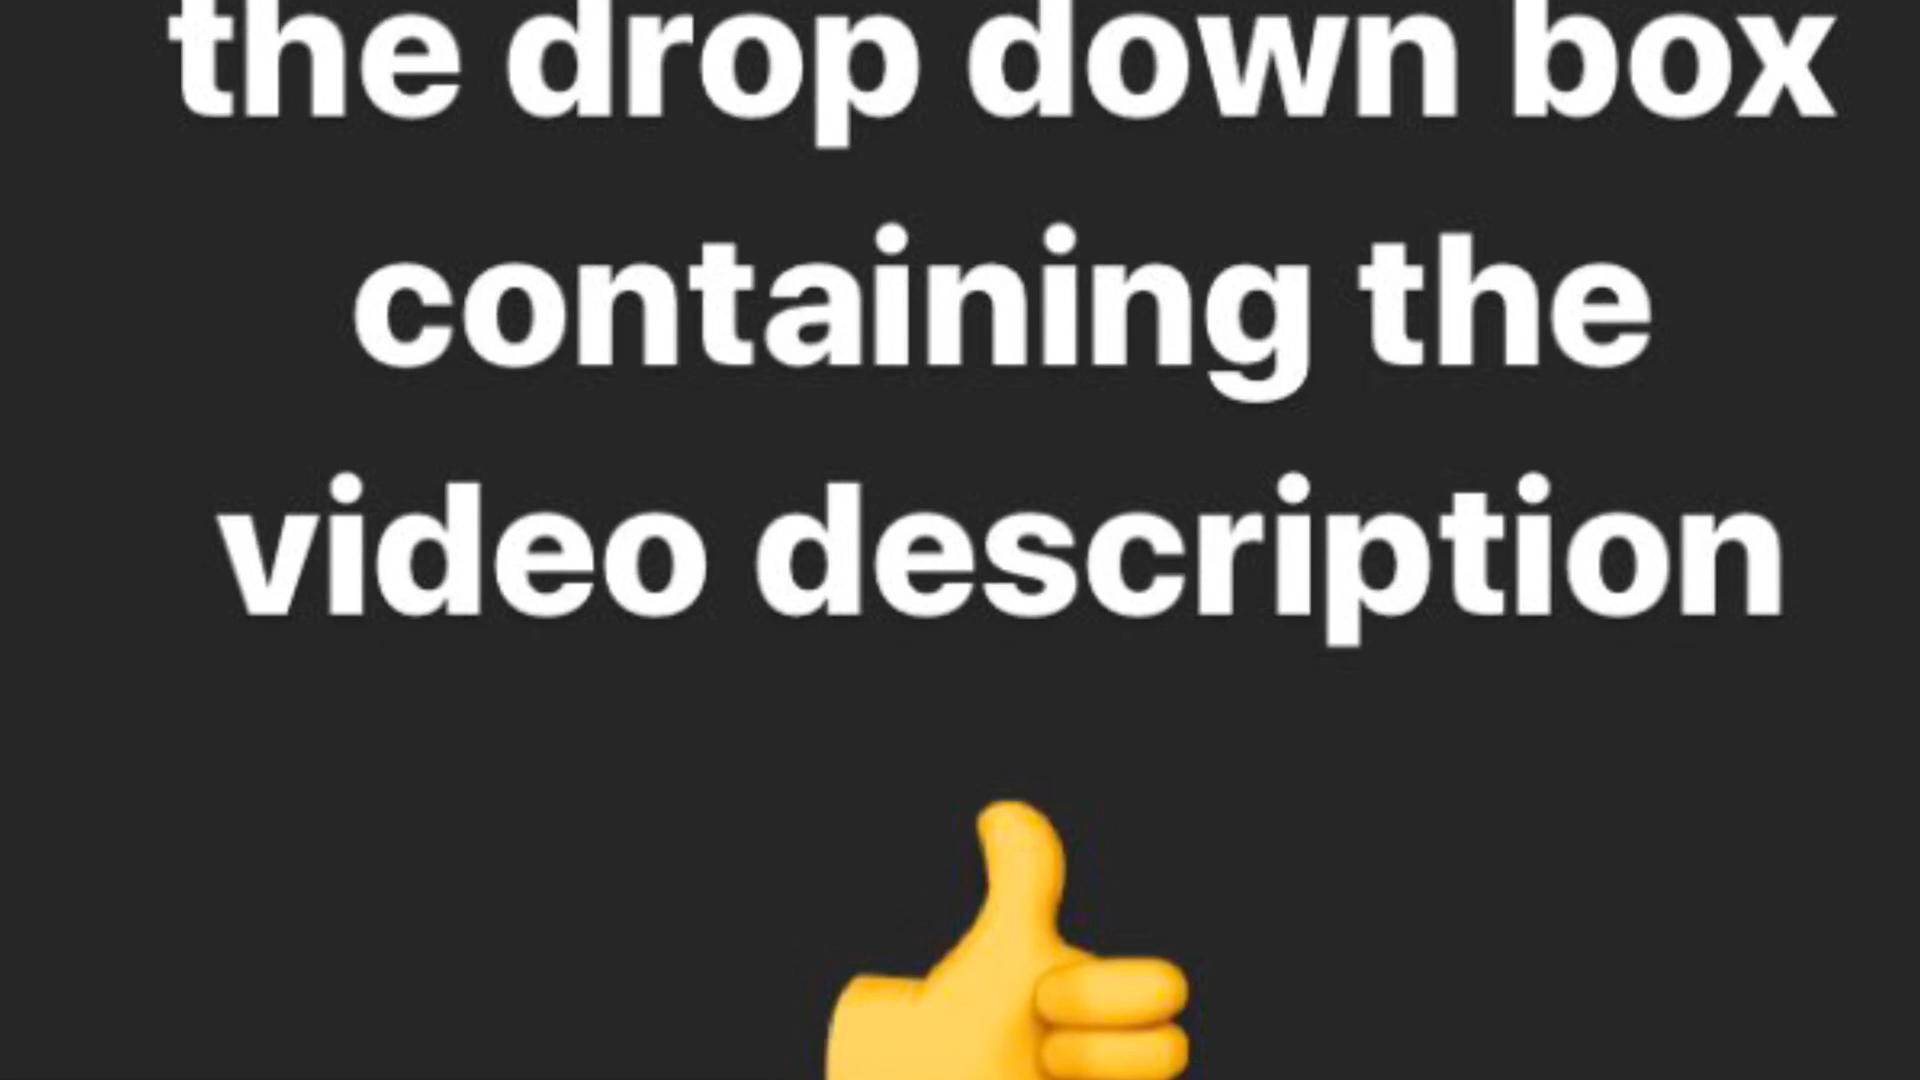 the drop down box
containing the
video description